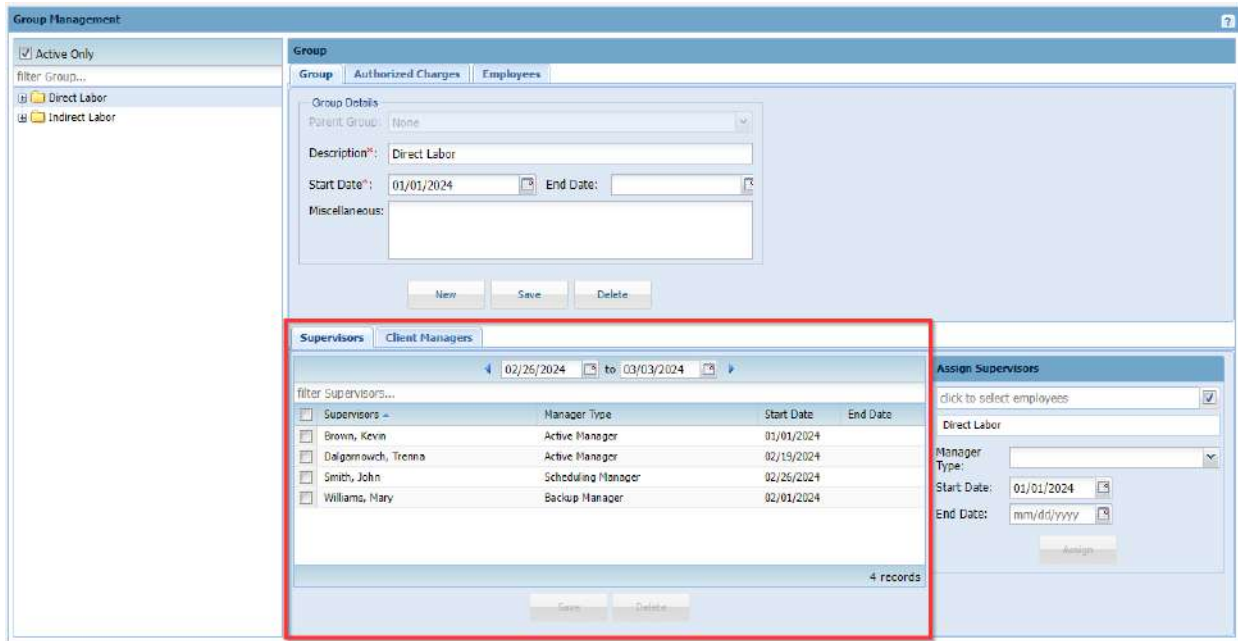 Group Management
?
Active Only
filter Group...
Direct Labor
Indirect Labor
Group
Group Authorized Charges Employees
Group Details
Parent Group: None
Description*: Direct Labor
Start Date*: 01/01/2024 End Date:
Miscellaneous:
New Save Delete
Supervisors Client Managers
02/26/2024 to 03/03/2024
filter Supervisors...
Supervisors Manager Type Start Date End Date
Brown, Kevin Active Manager 01/01/2024
Dalgarnowch, Trenna Active Manager 02/19/2024
Smith, John Scheduling Manager 02/26/2024
Williams, Mary Backup Manager 02/01/2024
4 records
Save Delete
Assign Supervisors
click to select employees
Direct Labor
Manager
Type:
Start Date: 01/01/2024
End Date: mm/dd/yyyy
Assign